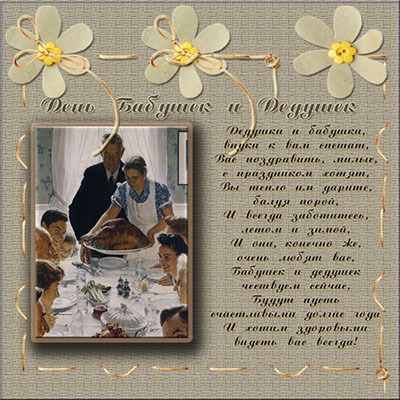 День Бабушек и Дедушек
Дедушки и бабушки,
внуки к вам спешат,
Вас поздравить, милые,
с праздником хотят,
Вы тепло им дарите,
балуя порой,
И всегда заботитесь,
летом и зимой,
И они, конечно же,
очень любят вас,
Бабушек и дедушек
чествуем сейчас,
Будут пусть
счастливыми долгие года
И хотим здоровыми
видеть вас всегда!